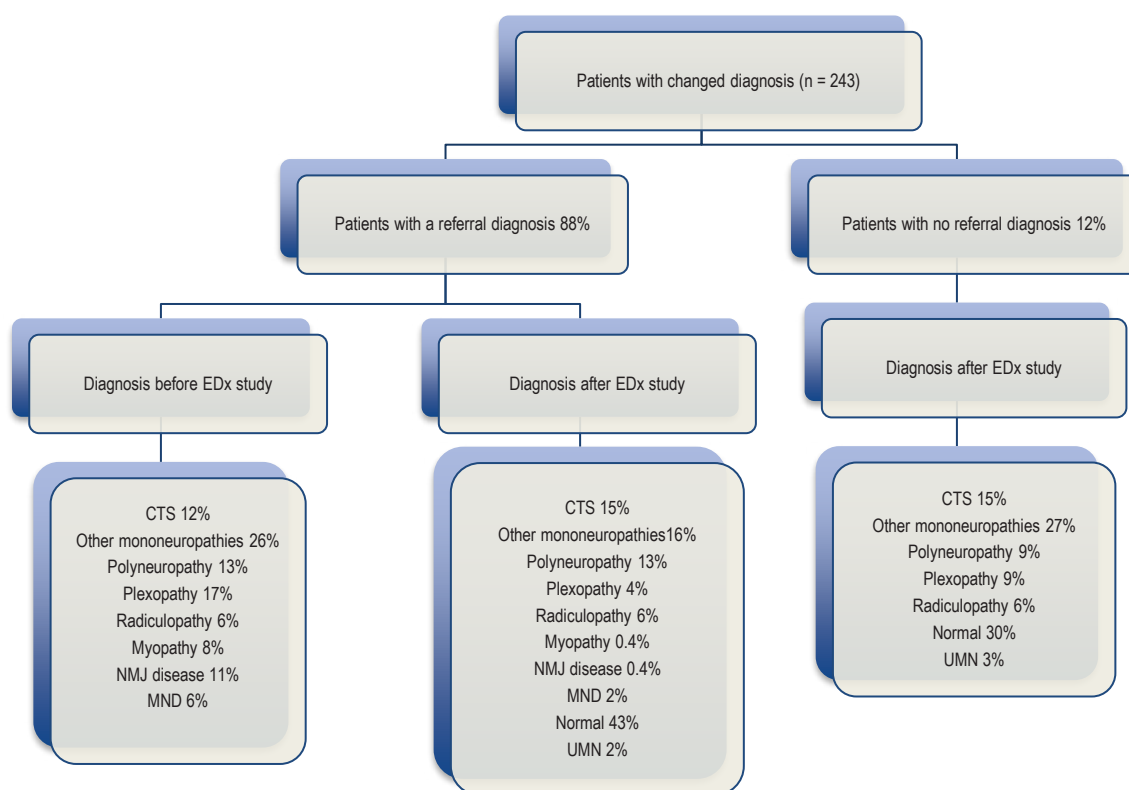 Patients with changed diagnosis (n = 243)
Patients with a referral diagnosis 88%
Patients with no referral diagnosis 12%
Diagnosis before EDx study
Diagnosis after EDx study
Diagnosis after EDx study
CTS 12%
Other mononeuropathies 26%
Polyneuropathy 13%
Plexopathy 17%
Radiculopathy 6%
Myopathy 8%
NMJ disease 11%
MND 6%
CTS 15%
Other mononeuropathies16%
Polyneuropathy 13%
Plexopathy 4%
Radiculopathy 6%
Myopathy 0.4%
NMJ disease 0.4%
MND 2%
Normal 43%
UMN 2%
CTS 15%
Other mononeuropathies 27%
Polyneuropathy 9%
Plexopathy 9%
Radiculopathy 6%
Normal 30%
UMN 3%